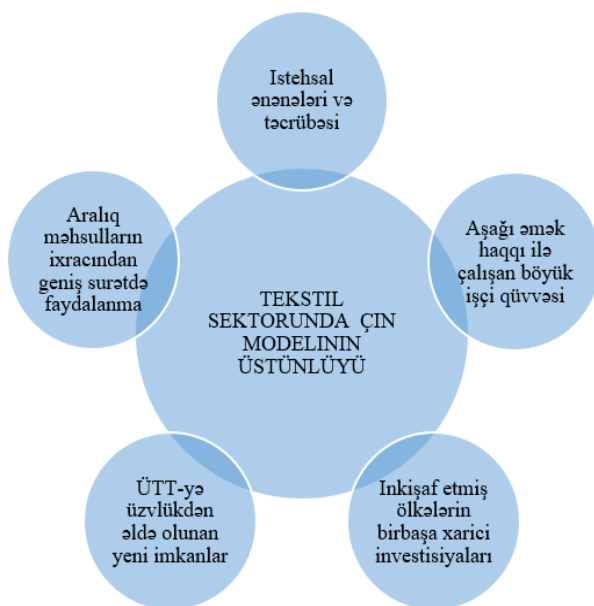 Istehsal
ənənələri və
təcrübəsi
Aralıq
məhsulların
ixracından
geniş surətdə
faydalanma
Aşağı əmək
haqqı ilə
çalışan böyük
işçi qüvvəsi
TEKSTİL
SEKTORUNDA ÇIN
MODELININ
ÜSTÜNLÜYÜ
ÜTT-yə
üzvlükdən
əldə olunan
yeni imkanlar
Inkişaf etmiş
ölkələrin
birbaşa xarici
investisiyaları